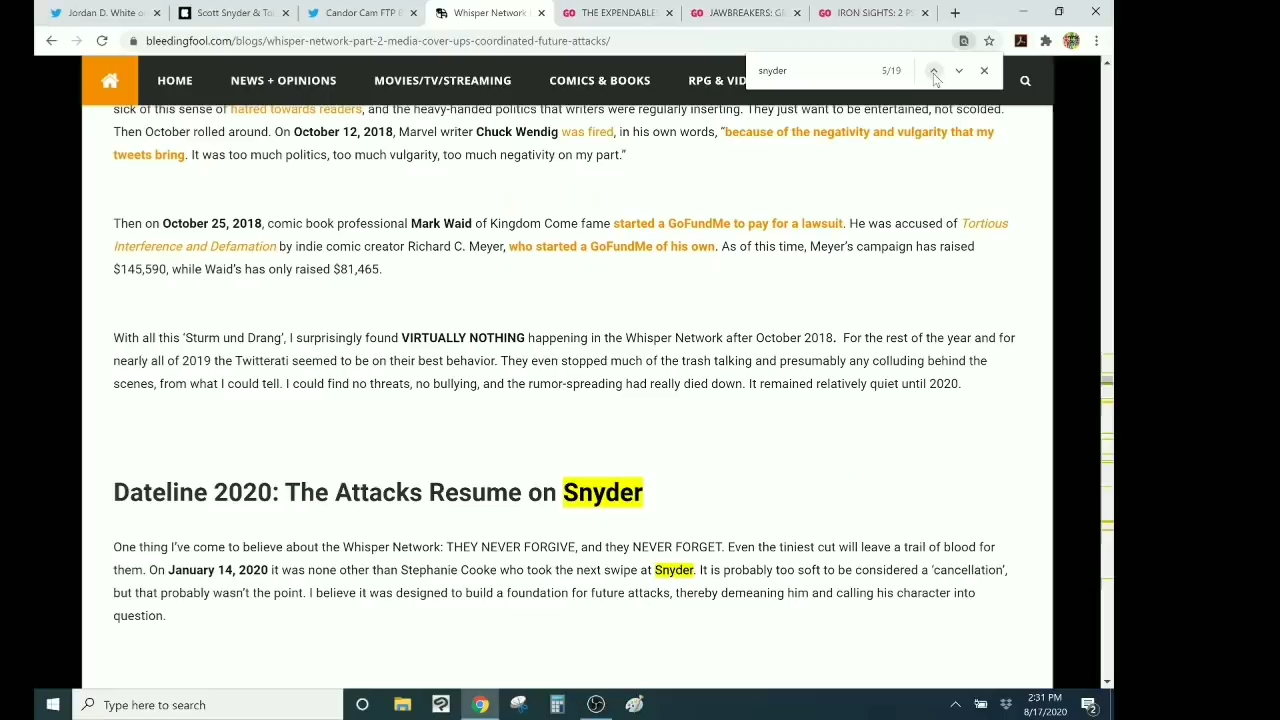 Jordan D. White o
Scott Snyder & To
Candor Cam FTP E
Whisper Network
GO THE EXPENDABLES
GO JAWBREAKERS: G
GO IRON SIGHTS: 2 P
bleedingfool.com/blogs/whisper-network-part-2-media-cover-ups-coordinated-future-attacks/
snyder 5/19
HOME NEWS + OPINIONS MOVIES/TV/STREAMING COMICS & BOOKS RPG & VID
sick of this sense of hatred towards readers, and the heavy-handed politics that writers were regularly inserting. They just want to be entertained, not scolded.
Then October rolled around. On October 12, 2018, Marvel writer Chuck Wendig was fired, in his own words, “because of the negativity and vulgarity that my
tweets bring. It was too much politics, too much vulgarity, too much negativity on my part.”
Then on October 25, 2018, comic book professional Mark Waid of Kingdom Come fame started a GoFundMe to pay for a lawsuit. He was accused of Tortious
Interference and Defamation by indie comic creator Richard C. Meyer, who started a GoFundMe of his own. As of this time, Meyer’s campaign has raised
$145,590, while Waid’s has only raised $81,465.
With all this ‘Sturm und Drang’, I surprisingly found VIRTUALLY NOTHING happening in the Whisper Network after October 2018. For the rest of the year and for
nearly all of 2019 the Twitterati seemed to be on their best behavior. They even stopped much of the trash talking and presumably any colluding behind the
scenes, from what I could tell. I could find no threats, no bullying, and the rumor-spreading had really died down. It remained relatively quiet until 2020.
Dateline 2020: The Attacks Resume on Snyder
One thing I’ve come to believe about the Whisper Network: THEY NEVER FORGIVE, and they NEVER FORGET. Even the tiniest cut will leave a trail of blood for
them. On January 14, 2020 it was none other than Stephanie Cooke who took the next swipe at Snyder. It is probably too soft to be considered a ‘cancellation’,
but that probably wasn’t the point. I believe it was designed to build a foundation for future attacks, thereby demeaning him and calling his character into
question.
Type here to search
2:31 PM
8/17/2020
2